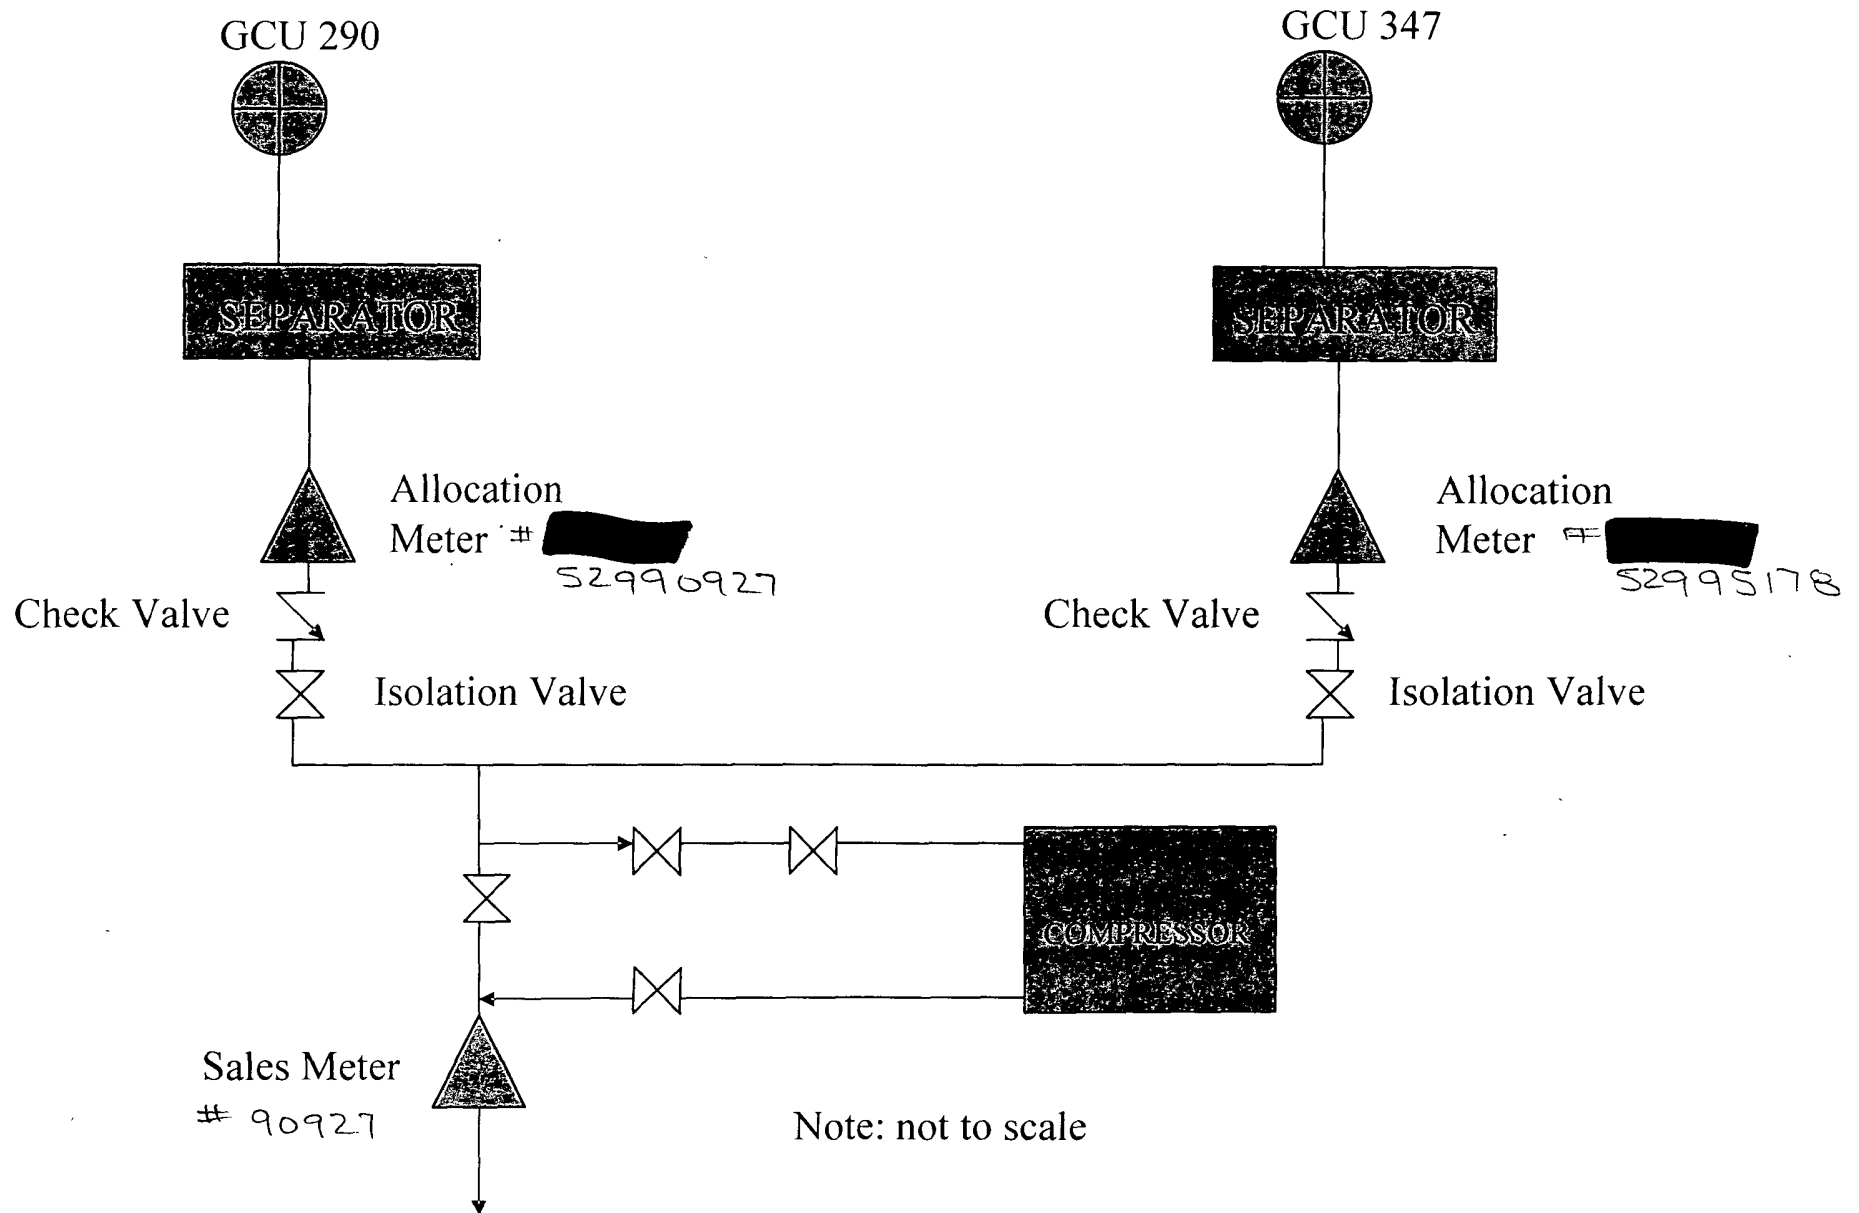 GCU 290
GCU 347
SEPARATOR
SEPARATOR
Allocation
Meter #
52990927
Allocation
Meter #
52995178
Check Valve
Check Valve
Isolation Valve
Isolation Valve
COMPRESSOR
Sales Meter
# 90927
Note: not to scale